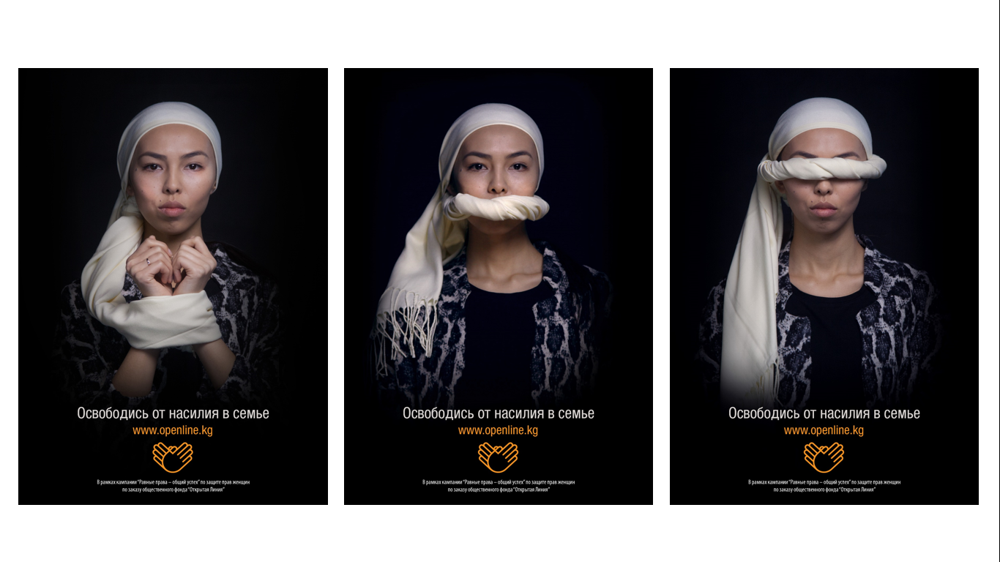 Освободись от насилия в семье
www.openline.kg
В рамках кампании "Равные права – общий успех" по защите прав женщин
по заказу общественного фонда "Открытая Линия"
Освободись от насилия в семье
www.openline.kg
В рамках кампании "Равные права – общий успех" по защите прав женщин
по заказу общественного фонда "Открытая Линия"
Освободись от насилия в семье
www.openline.kg
В рамках кампании "Равные права – общий успех" по защите прав женщин
по заказу общественного фонда "Открытая Линия"